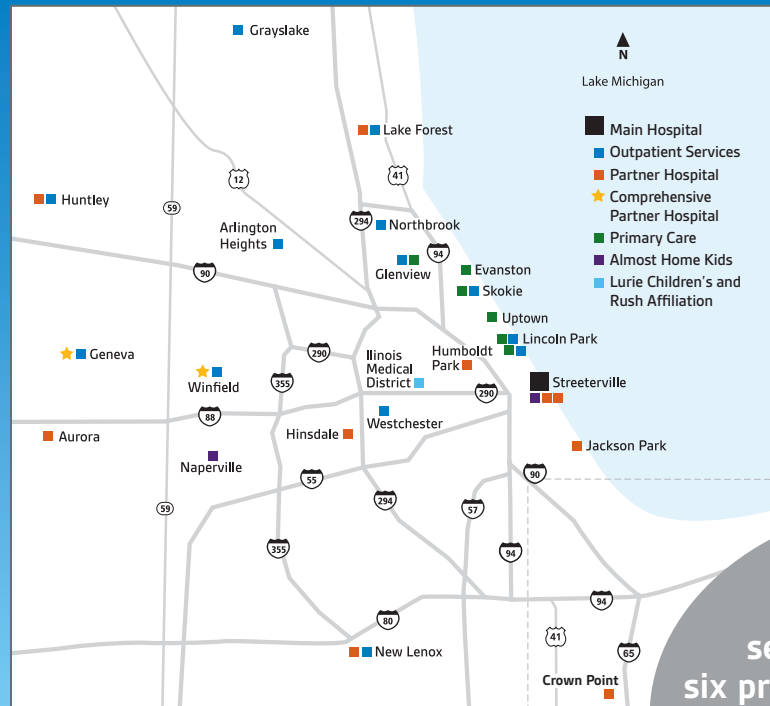 Grayslake
N
Lake Michigan
Main Hospital
Outpatient Services
Partner Hospital
Comprehensive
Partner Hospital
Primary Care
Almost Home Kids
Lurie Children's and
Rush Affiliation
Lake Forest
41
12
Huntley
59
294
Northbrook
Arlington
Heights
94
Glenview
Evanston
90
Skokie
Uptown
Lincoln Park
290
Geneva
Winfield
355
Ilinois
Medical
District
Humboldt
Park
290
Streeterville
88
Westchester
Aurora
Hinsdale
Jackson Park
Naperville
55
90
294
59
57
355
94
94
80
41
65
New Lenox
Crown Point
se
six pr